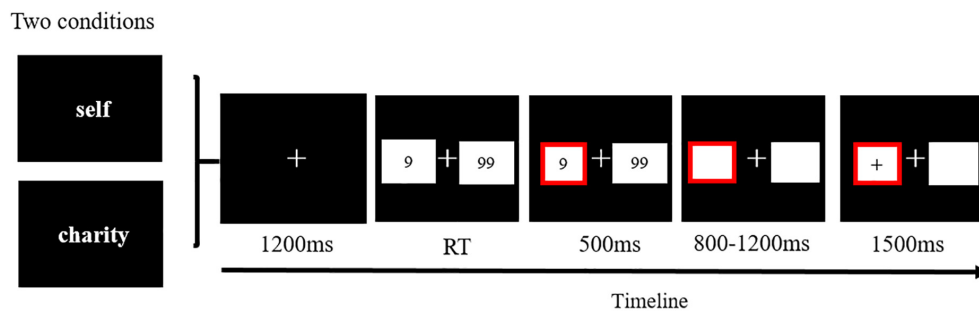 Two conditions
self
charity
+
1200ms
9 + 99
RT
9 + 99
500ms
+
800-1200ms
+ +
1500ms
Timeline